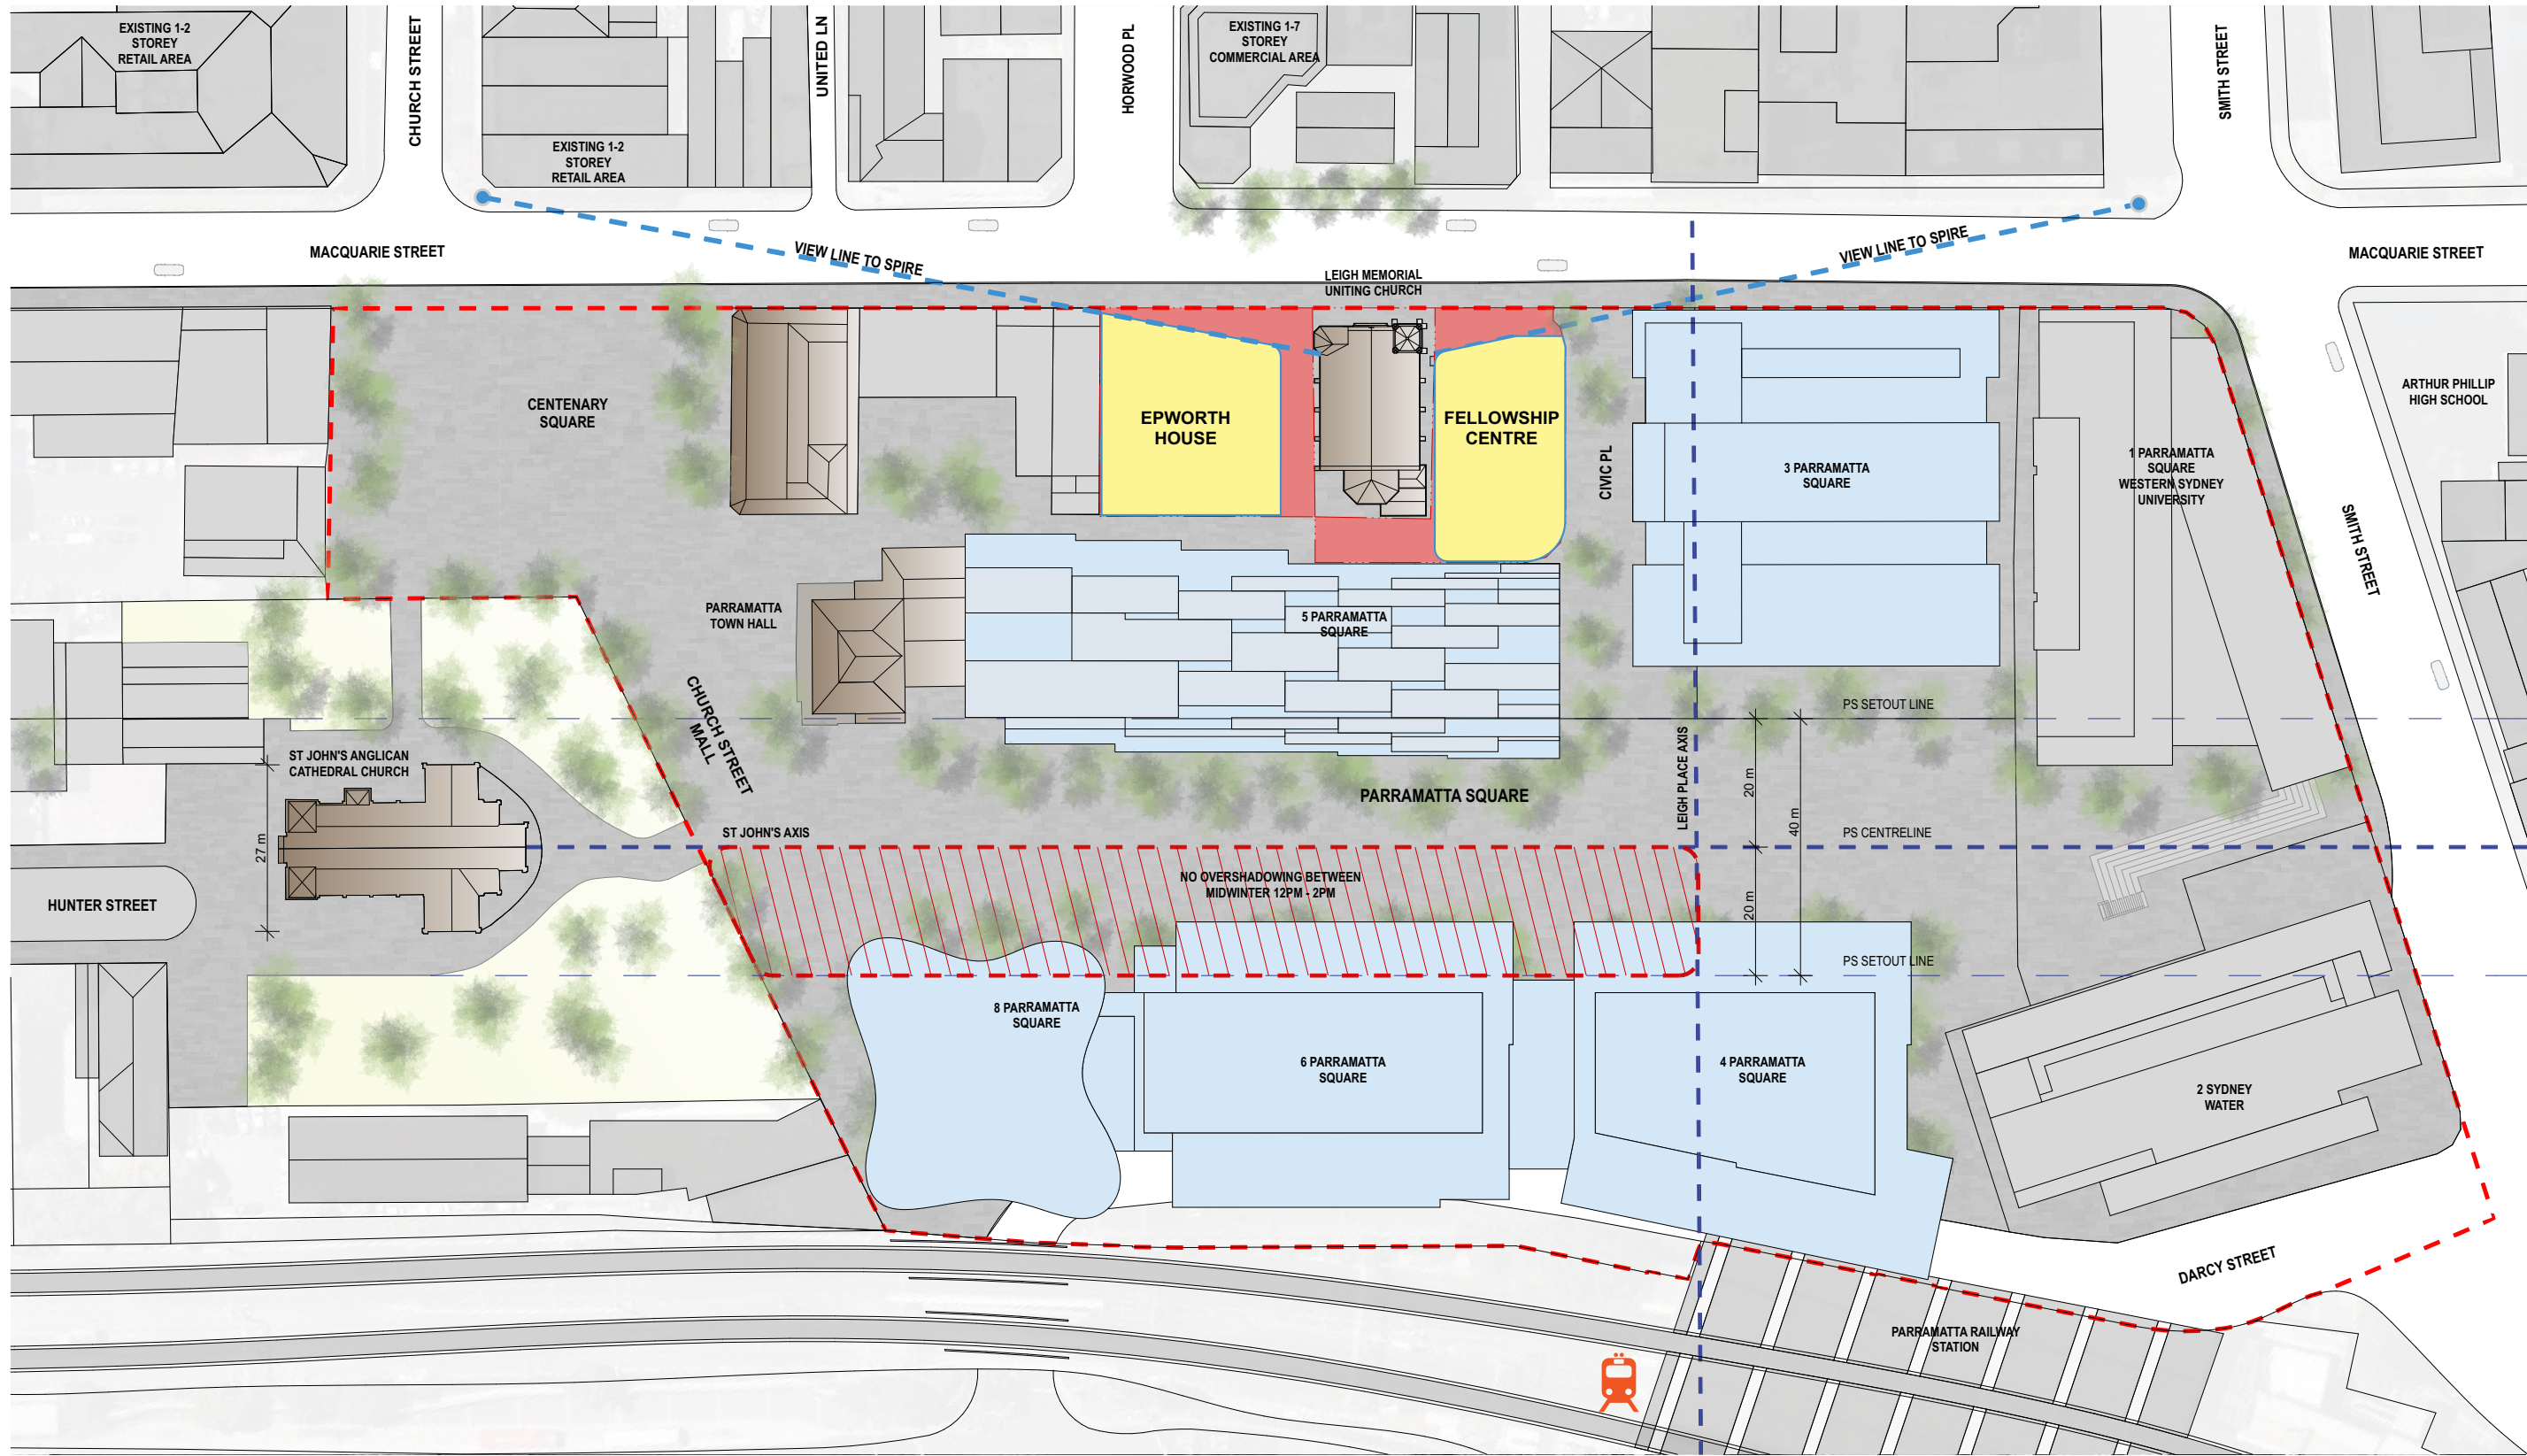 EXISTING 1-2
STOREY
RETAIL AREA
CHURCH STREET
EXISTING 1-2
STOREY
RETAIL AREA
UNITED LN
HORWOOD PL
EXISTING 1-7
STOREY
COMMERCIAL AREA
SMITH STREET
MACQUARIE STREET
VIEW LINE TO SPIRE
LEIGH MEMORIAL
UNITING CHURCH
VIEW LINE TO SPIRE
MACQUARIE STREET
CENTENARY
SQUARE
EPWORTH
HOUSE
FELLOWSHIP
CENTRE
CIVIC PL
3 PARRAMATTA
SQUARE
1 PARRAMATTA
SQUARE
WESTERN SYDNEY
UNIVERSITY
ARTHUR PHILLIP
HIGH SCHOOL
SMITH STREET
PARRAMATTA
TOWN HALL
5 PARRAMATTA
SQUARE
CHURCH STREET
MALL
PS SETOUT LINE
ST JOHN'S ANGLICAN
CATHEDRAL CHURCH
27 m
PARRAMATTA SQUARE
LEIGH PLACE AXIS
20 m
40 m
ST JOHN'S AXIS
PS CENTRELINE
HUNTER STREET
NO OVERSHADOWING BETWEEN
MIDWINTER 12PM - 2PM
20 m
PS SETOUT LINE
8 PARRAMATTA
SQUARE
6 PARRAMATTA
SQUARE
4 PARRAMATTA
SQUARE
2 SYDNEY
WATER
DARCY STREET
PARRAMATTA RAILWAY
STATION